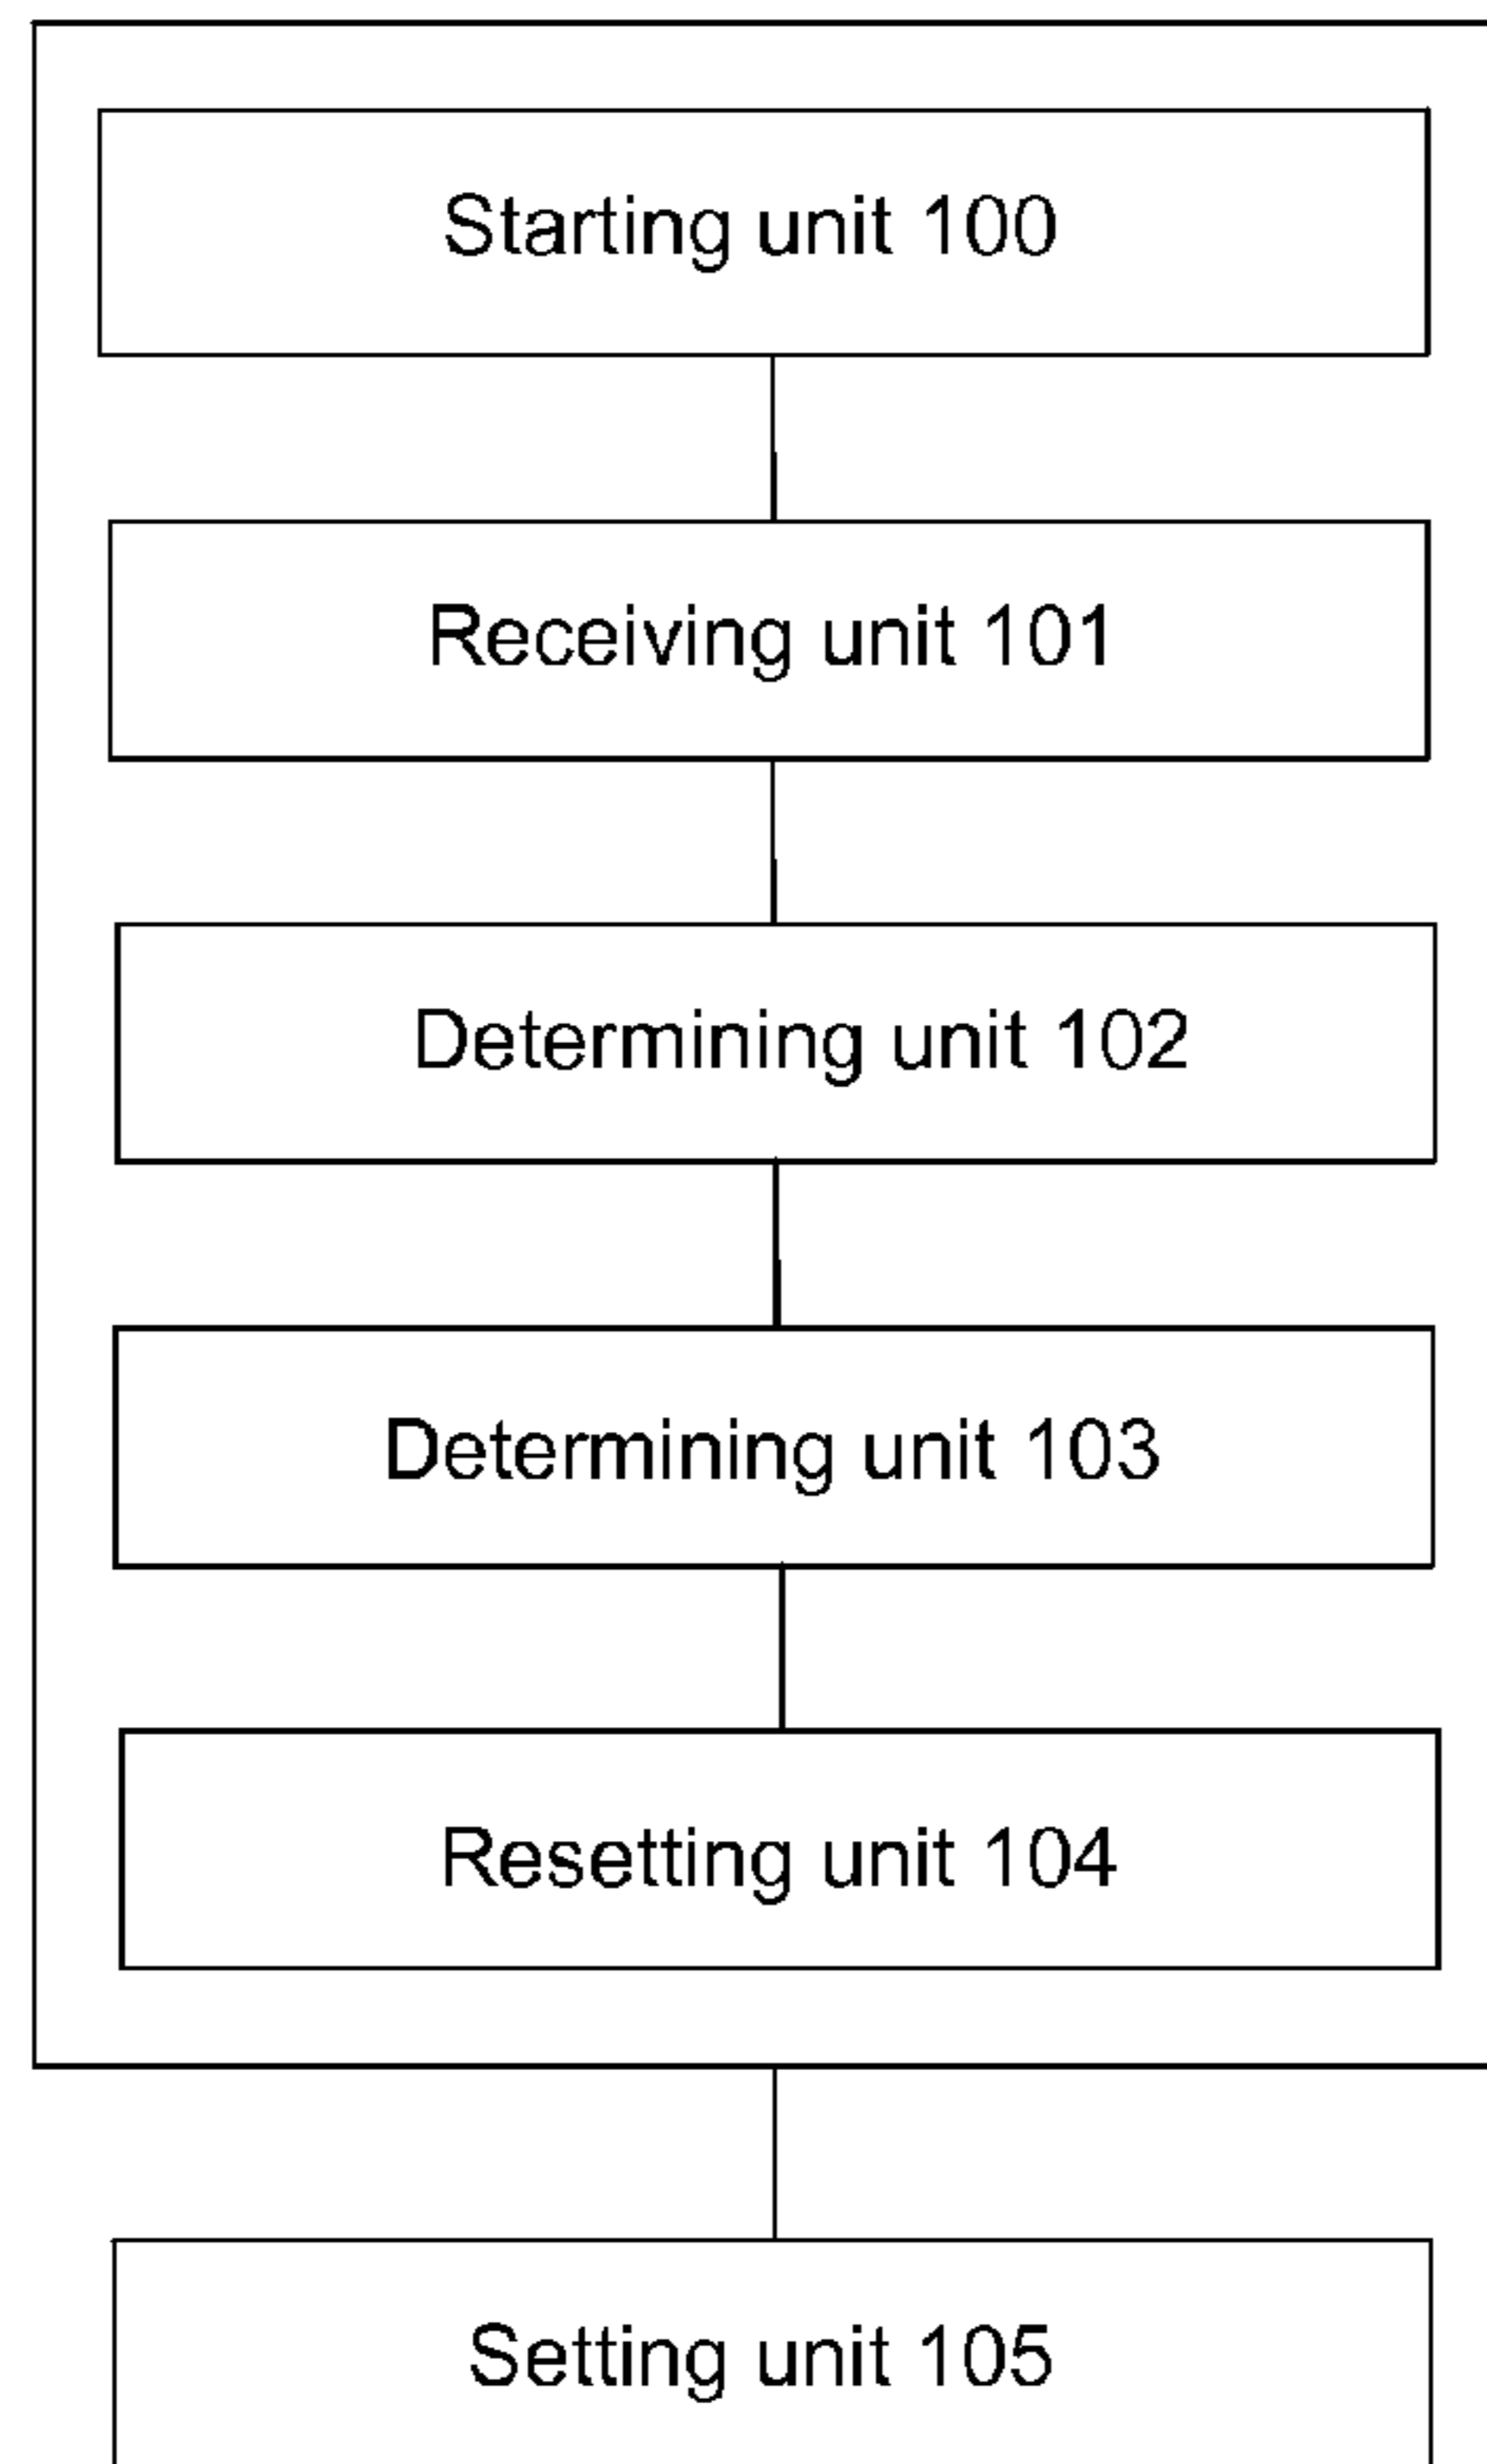 Starting unit 100
Receiving unit 101
Determining unit 102
Determining unit 103
Resetting unit 104
Setting unit 105